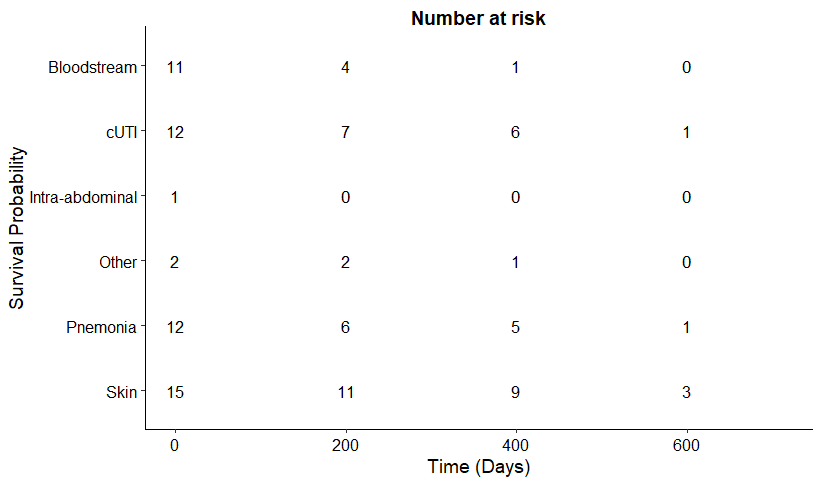 Number at risk
Survival Probability
Bloodstream 11 4 1 0
cUTI 12 7 6 1
Intra-abdominal 1 0 0 0
Other 2 2 1 0
Pnemonia 12 6 5 1
Skin 15 11 9 3
0 200 400 600
Time (Days)